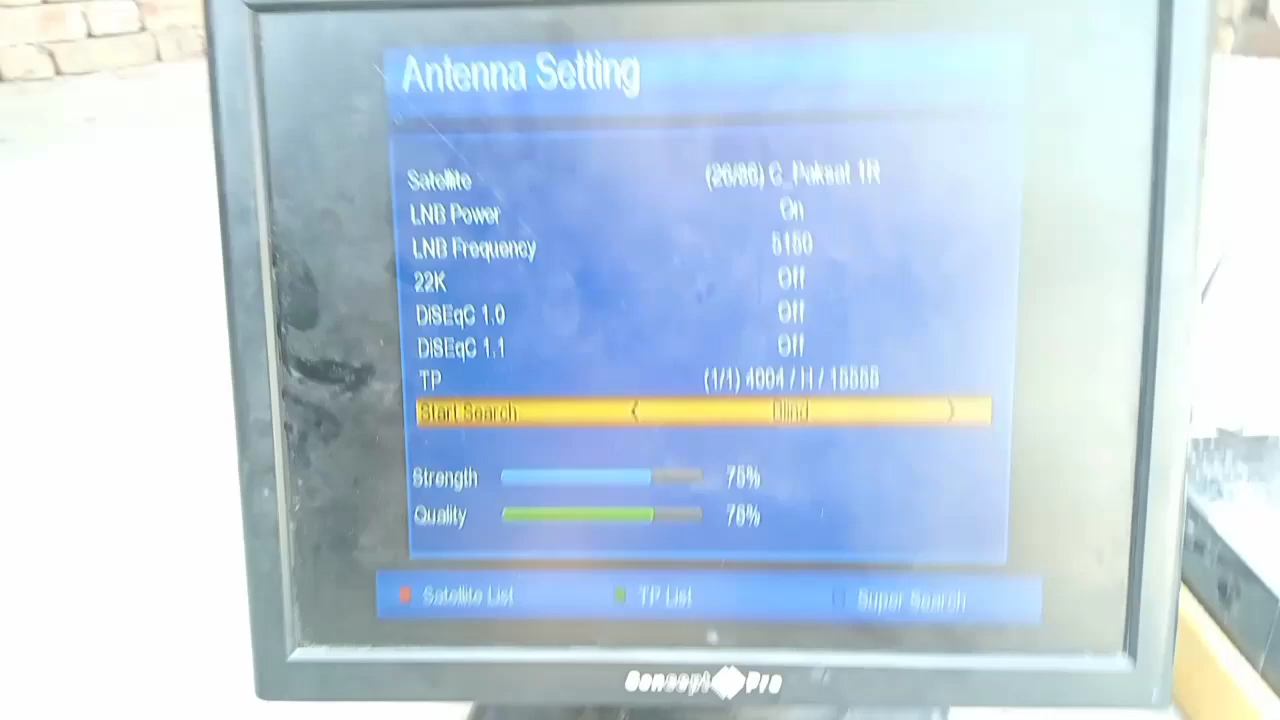 Antenna Setting
Satellite (26/86) C_Paksat 1R
LNB Power On
LNB Frequency 5150
22K Off
DiSEqC 1.0 Off
DiSEqC 1.1 Off
TP (1/1) 4004 / H / 15555
Start Search < Blind >
Strength 75%
Quality 75%
Satellite List TP List Super Search
Concept Pro